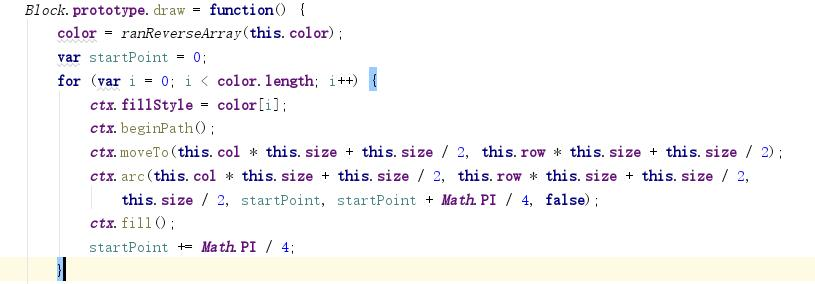 Block.prototype.draw = function() {
color = ranReverseArray(this.color);
var startPoint = 0;
for (var i = 0; i < color.length; i++) {
ctx.fillStyle = color[i];
ctx.beginPath();
ctx.moveTo(this.col * this.size + this.size / 2, this.row * this.size + this.size / 2);
ctx.arc(this.col * this.size + this.size / 2, this.row * this.size + this.size / 2,
this.size / 2, startPoint, startPoint + Math.PI / 4, false);
ctx.fill();
startPoint += Math.PI / 4;
}